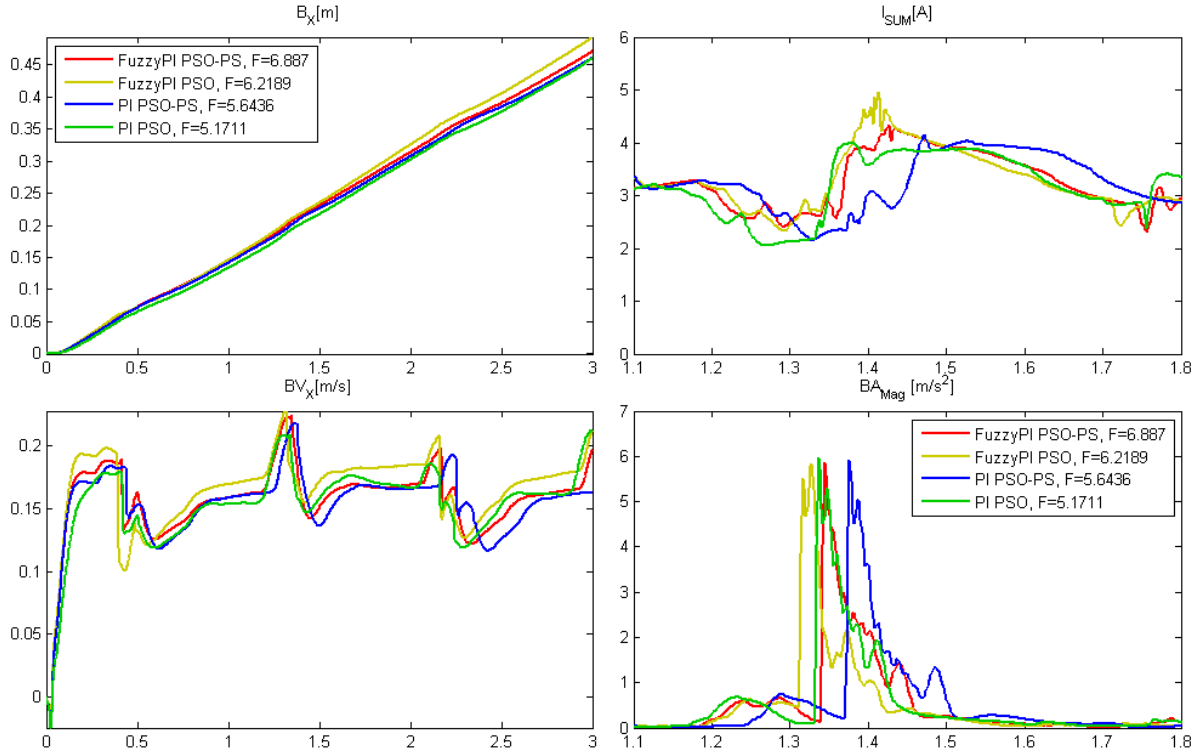 B_X[m]
0.45
0.4
0.35
0.3
0.25
0.2
0.15
0.1
0.05
0
FuzzyPI PSO-PS, F=6.887
FuzzyPI PSO, F=6.2189
PI PSO-PS, F=5.6436
PI PSO, F=5.1711
0 0.5 1 1.5 2 2.5 3
I_SUM[A]
6
5
4
3
2
1
0
1.1 1.2 1.3 1.4 1.5 1.6 1.7 1.8
BV_X[m/s]
0.2
0.15
0.1
0.05
0
0 0.5 1 1.5 2 2.5 3
BA_Mag [m/s²]
7
6
5
4
3
2
1
0
FuzzyPI PSO-PS, F=6.887
FuzzyPI PSO, F=6.2189
PI PSO-PS, F=5.6436
PI PSO, F=5.1711
1.1 1.2 1.3 1.4 1.5 1.6 1.7 1.8